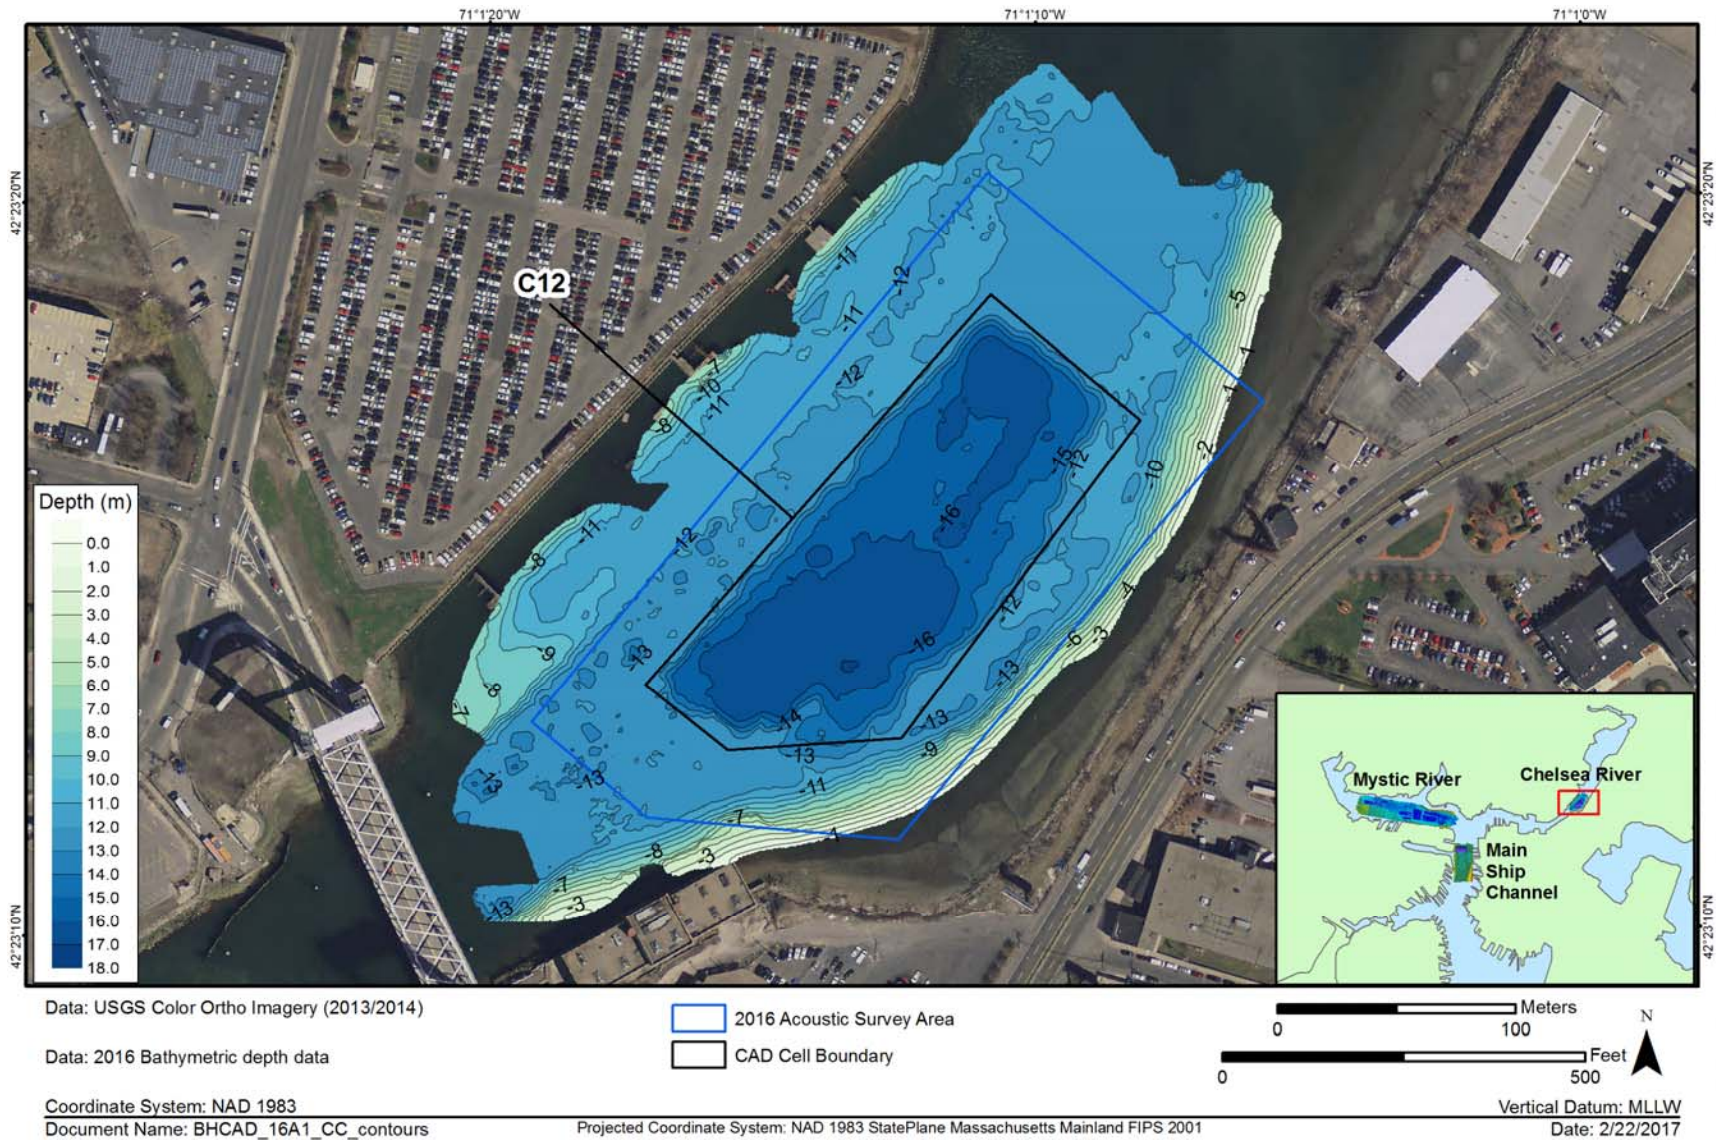 71°1'20"W
71°1'10"W
71°1'0"W
42°23'20"N
42°23'20"N
C12
-11
-12
-11
-5
-1
-7
-10
-11
-12
-1
-8
-2
-15
-12
-10
-16
-11
-12
-8
-4
-12
-6
-3
-9
-13
-16
-13
-8
-7
-14
-13
-9
-13
-13
-13
-11
-7
-4
-8
-3
-7
-3
-13
Depth (m)
0.0
1.0
2.0
3.0
4.0
5.0
6.0
7.0
8.0
9.0
10.0
11.0
12.0
13.0
14.0
15.0
16.0
17.0
18.0
Mystic River
Chelsea River
Main
Ship
Channel
42°23'10"N
42°23'10"N
Data: USGS Color Ortho Imagery (2013/2014)
Data: 2016 Bathymetric depth data
2016 Acoustic Survey Area
CAD Cell Boundary
Meters
0 100
Feet
0 500
N
Coordinate System: NAD 1983
Vertical Datum: MLLW
Document Name: BHCAD_16A1_CC_contours
Projected Coordinate System: NAD 1983 StatePlane Massachusetts Mainland FIPS 2001
Date: 2/22/2017